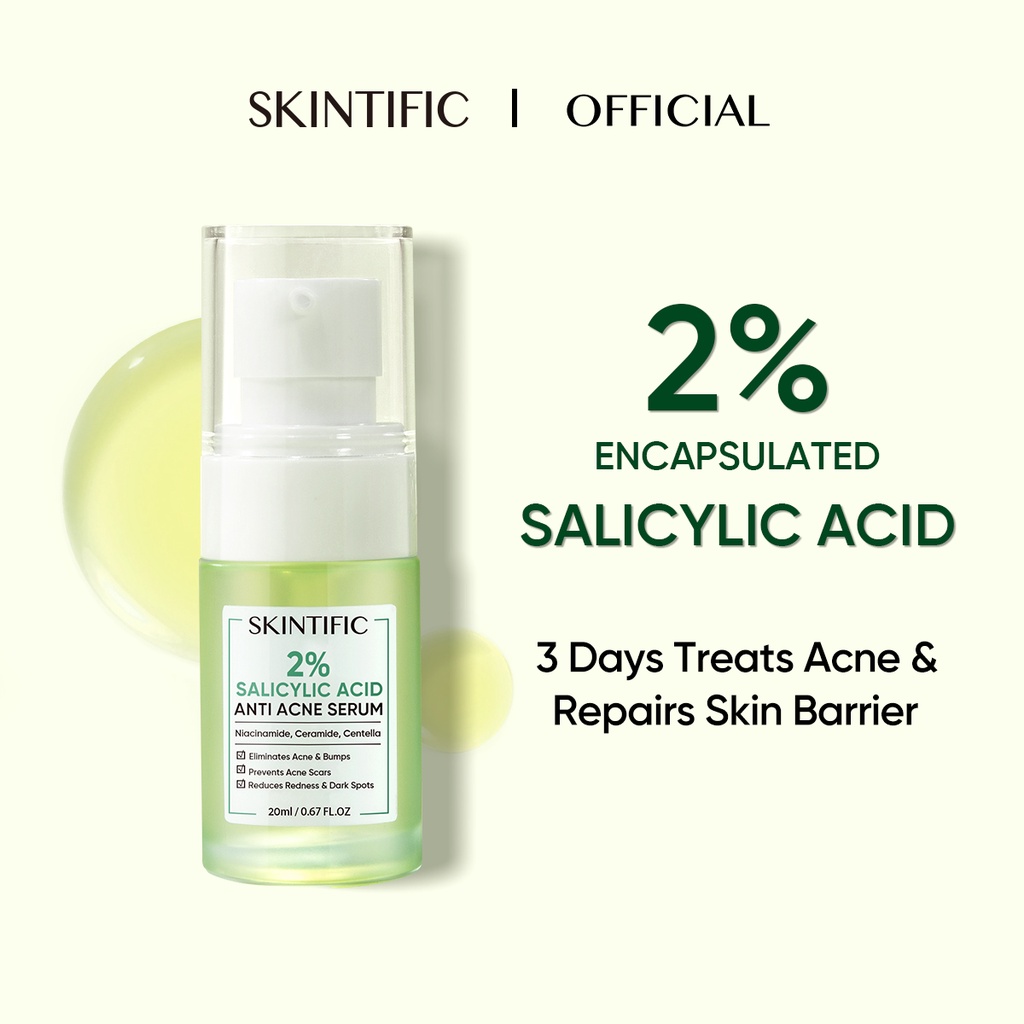 SKINTIFIC | OFFICIAL
2%
ENCAPSULATED
SALICYLIC ACID
3 Days Treats Acne &
Repairs Skin Barrier
SKINTIFIC
2%
SALICYLIC ACID
ANTI ACNE SERUM
Niacinamide, Ceramide, Centella
Eliminates Acne & Bumps
Prevents Acne Scars
Reduces Redness & Dark Spots
20ml / 0.67 FL.OZ